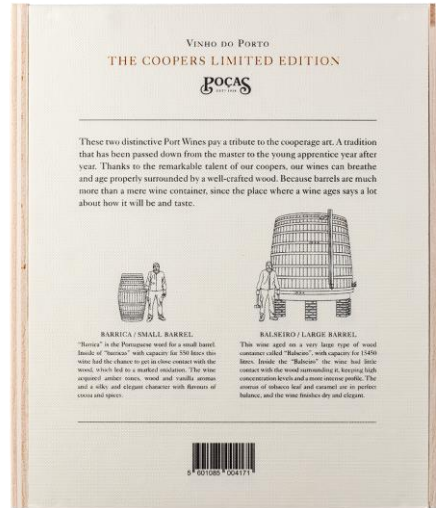 VINHO DO PORTO
THE COOPERS LIMITED EDITION
POÇAS
These two distinctive Port Wines pay a tribute to the cooperage art. A tradition
that has been passed down from the master to the young apprentice year after
year. Thanks to the remarkable talent of our coopers, our wines can breathe
and age properly surrounded by a well-crafted wood. Because barrels are much
more than a mere wine container, since the place where a wine ages says a lot
about how it will be and taste.
BARRICA / SMALL BARREL
"Barrica" is the Portuguese word for a small barrel.
Inside of "barricas" with capacity for 550 litres this
wine had the chance to get in close contact with the
wood, which led to a marked oxidation. The wine
acquired amber tones, wood and vanilla aromas
and a silky and elegant character with flavours of
cocoa and spices.
BALSEIRO / LARGE BARREL
This wine aged on a very large type of wood
container called "Balseiro", with capacity for 13450
litres. Inside the "Balseiro" the wine had little
contact with the wood surrounding it, keeping high
concentration levels and a more intense profile. The
aromas of tobacco leaf and caramel are in perfect
balance, and the wine finishes dry and elegant.
5 601085 004171